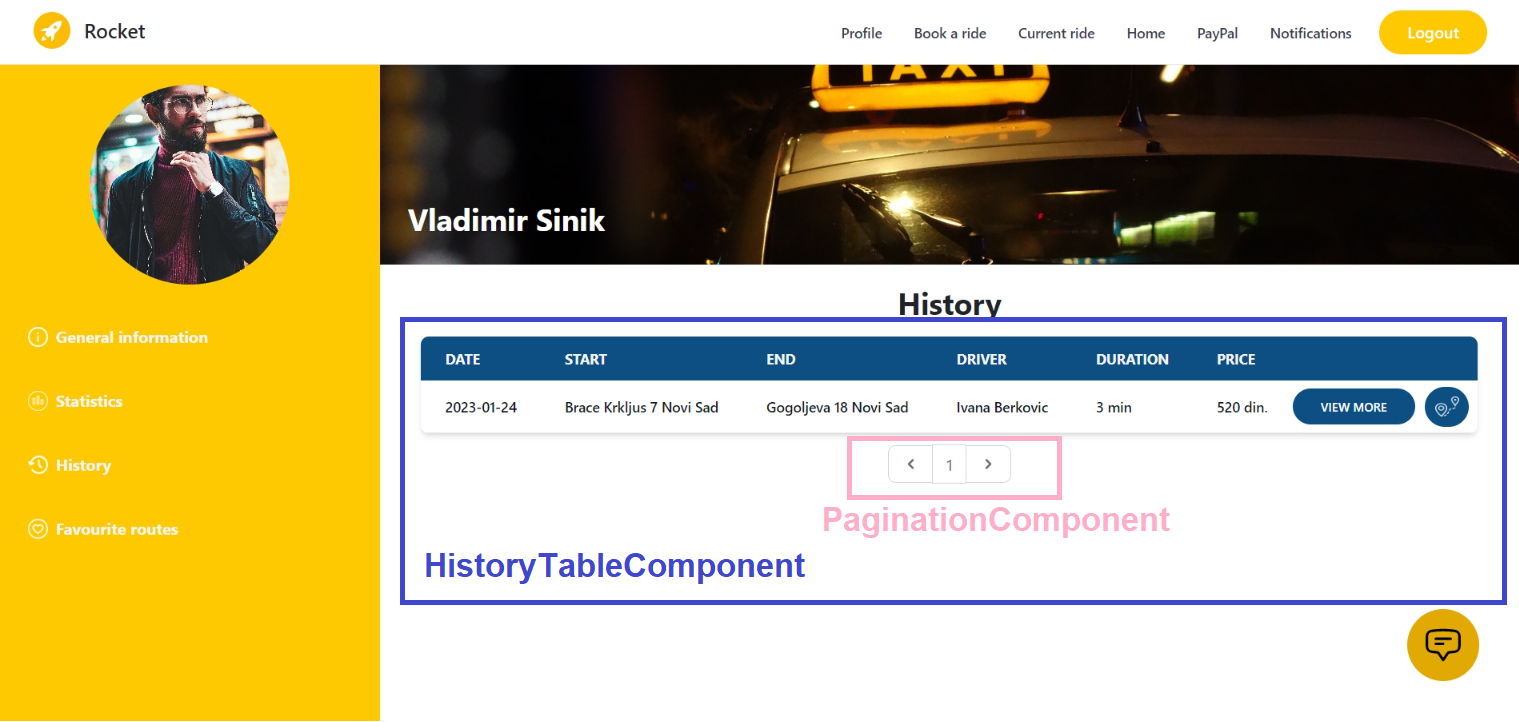 Rocket
Profile Book a ride Current ride Home PayPal Notifications Logout
TAXI
Vladimir Sinik
General information
Statistics
History
Favourite routes
History
DATE START END DRIVER DURATION PRICE
2023-01-24 Brace Krkljus 7 Novi Sad Gogoljeva 18 Novi Sad Ivana Berkovic 3 min 520 din. VIEW MORE
1
PaginationComponent
HistoryTableComponent